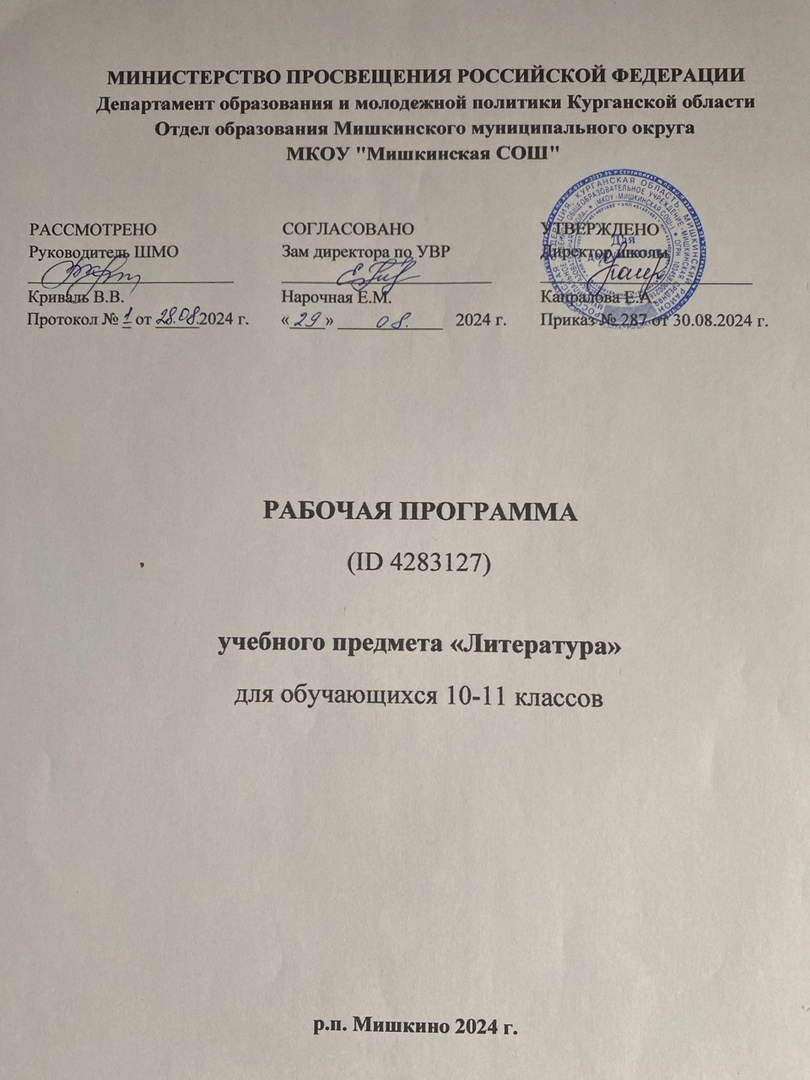 МИНИСТЕРСТВО ПРОСВЕЩЕНИЯ РОССИЙСКОЙ ФЕДЕРАЦИИ
Департамент образования и молодежной политики Курганской области
Отдел образования Мишкинского муниципального округа
МКОУ "Мишкинская СОШ"
РАССМОТРЕНО
Руководитель ШМО
Криваль В.В.
Протокол № 1 от 28.08.2024 г.
СОГЛАСОВАНО
Зам директора по УВР
Нарочная Е.М.
«29» 08. 2024 г.
УТВЕРЖДЕНО
Директор школы
Капралова Е.А.
Приказ № 287 от 30.08.2024 г.
РАБОЧАЯ ПРОГРАММА
(ID 4283127)
учебного предмета «Литература»
для обучающихся 10-11 классов
р.п. Мишкино 2024 г.